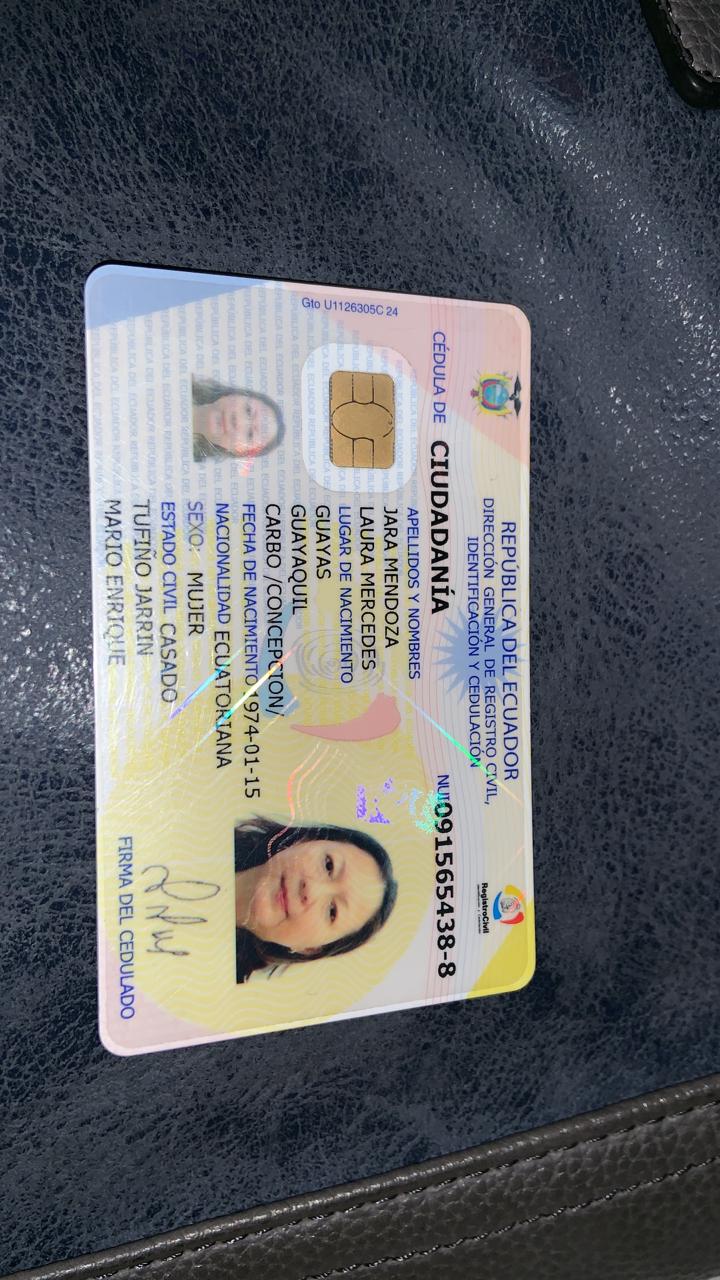 REPÚBLICA DEL ECUADOR
DIRECCIÓN GENERAL DE REGISTRO CIVIL,
IDENTIFICACIÓN Y CEDULACIÓN
RegistroCivil
CÉDULA DE CIUDADANÍA
NUI 091565438-8
APELLIDOS Y NOMBRES
JARA MENDOZA
LAURA MERCEDES
LUGAR DE NACIMIENTO
GUAYAS
GUAYAQUIL
CARBO /CONCEPCION/
FECHA DE NACIMIENTO 1974-01-15
NACIONALIDAD ECUATORIANA
SEXO: MUJER
ESTADO CIVIL CASADO
TUFIÑO JARRIN
MARIO ENRIQUE
FIRMA DEL CEDULADO
Gto U1126305C 24